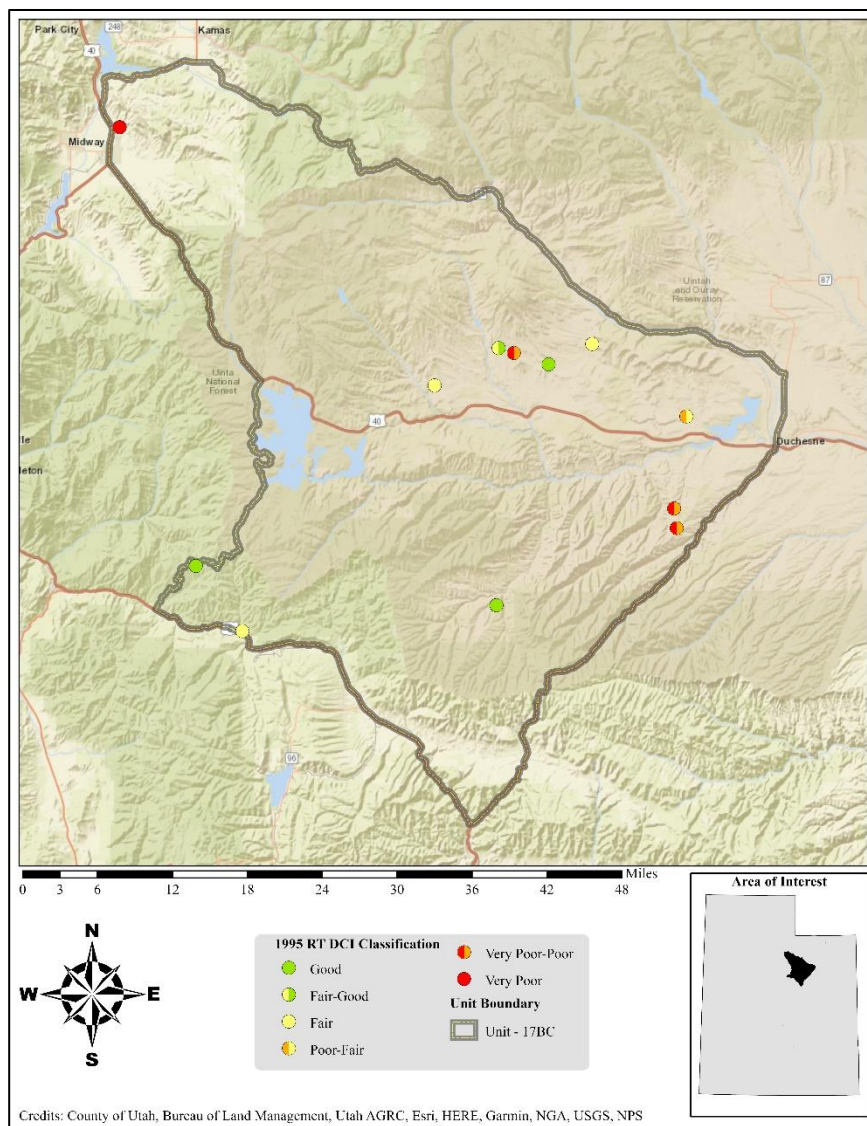 Park City
248
Kamas
40
Midway
Uintah
and Ouray
Reservation
87
Uinta
National
Forest
40
Duchesne
le
leton
96
0 3 6 12 18 24 30 36 42 48
Miles
Area of Interest
N
W E
S
1995 RT DCI Classification
Good
Fair-Good
Fair
Poor-Fair
Very Poor-Poor
Very Poor
Unit Boundary
Unit - 17BC
Credits: County of Utah, Bureau of Land Management, Utah AGRC, Esri, HERE, Garmin, NGA, USGS, NPS